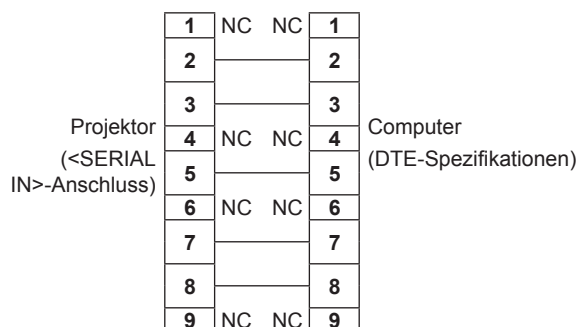 1 NC NC 1
2 2
3 3
Projektor
(<SERIAL
IN>-Anschluss)
4 NC NC 4
5 5
6 NC NC 6
7 7
8 8
9 NC NC 9
Computer
(DTE-Spezifikationen)